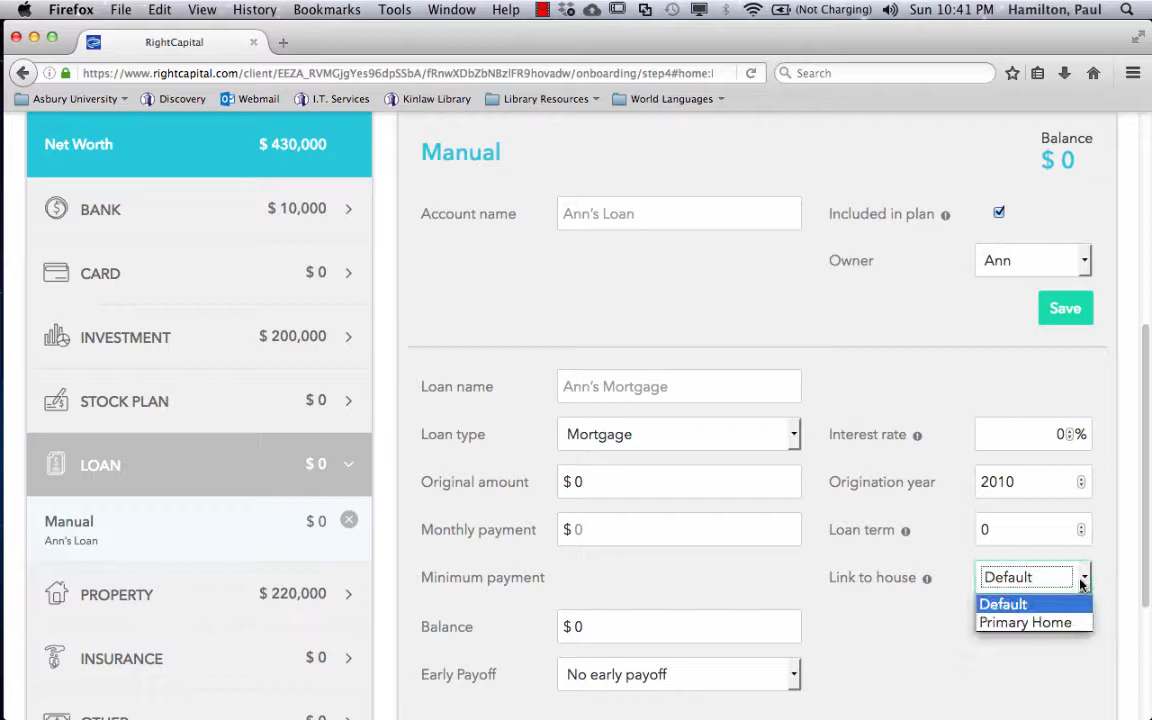 Firefox File Edit View History Bookmarks Tools Window Help (Not Charging) Sun 10:41 PM Hamilton, Paul
RightCapital
https://www.rightcapital.com/client/EEZA_RVMGjgYes96dpSSbA/fRnwXDbZbNBzlFR9hovadw/onboarding/step4#home:l Search
Asbury University Discovery Webmail I.T. Services Kinlaw Library Library Resources World Languages
Net Worth $ 430,000
BANK $ 10,000
CARD $ 0
INVESTMENT $ 200,000
STOCK PLAN $ 0
LOAN $ 0
Manual $ 0
Ann's Loan
PROPERTY $ 220,000
INSURANCE $ 0
Manual
Balance
$ 0
Account name Ann's Loan Included in plan
Owner Ann
Save
Loan name Ann's Mortgage
Loan type Mortgage Interest rate 0 %
Original amount $ 0 Origination year 2010
Monthly payment $ 0 Loan term 0
Minimum payment Link to house Default
Default
Primary Home
Balance $ 0
Early Payoff No early payoff